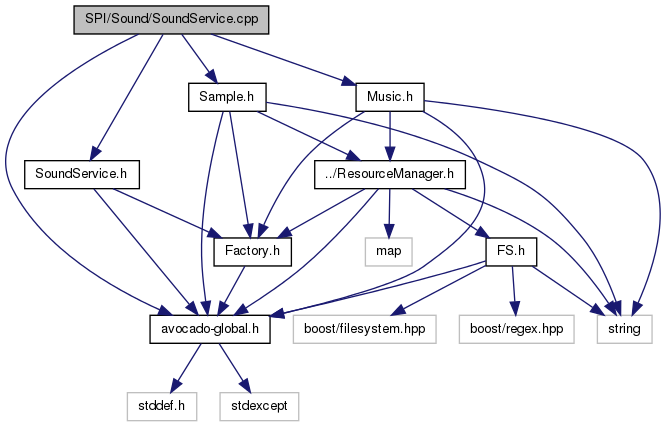 SPI/Sound/SoundService.cpp
Sample.h
Music.h
SoundService.h
../ResourceManager.h
Factory.h
map
FS.h
avocado-global.h
boost/filesystem.hpp
boost/regex.hpp
string
stddef.h
stdexcept